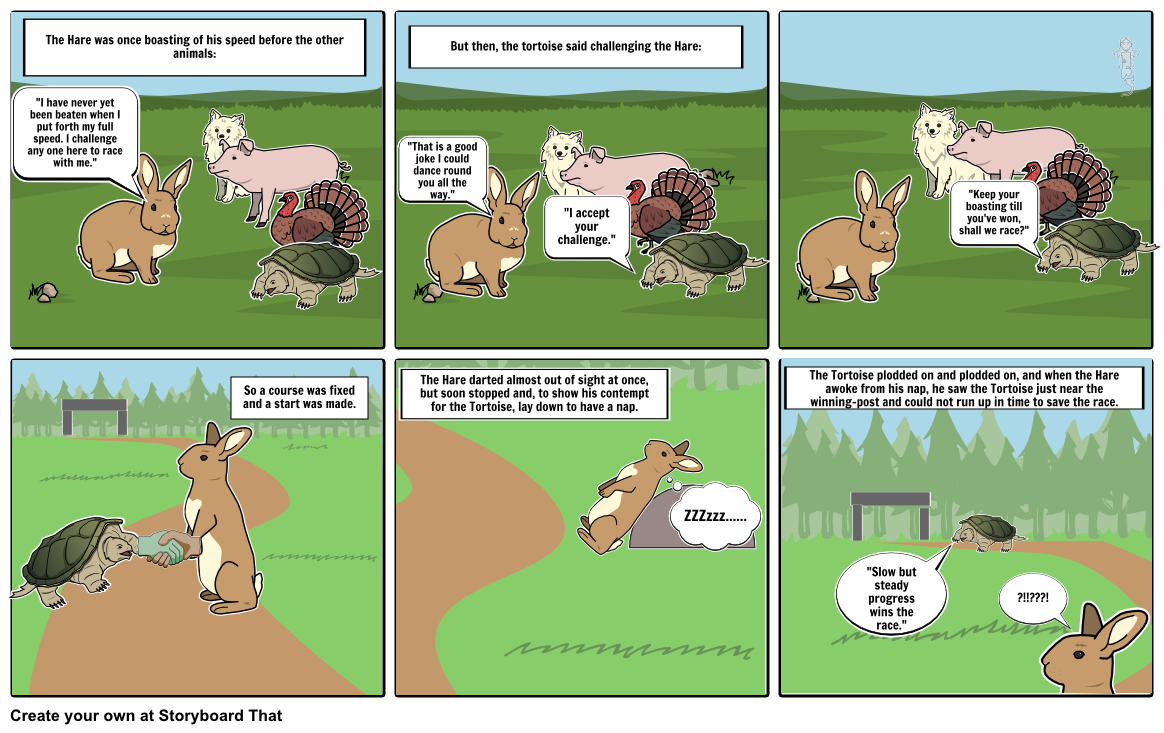 The Hare was once boasting of his speed before the other
animals:
"I have never yet
been beaten when I
put forth my full
speed. I challenge
any one here to race
with me."
But then, the tortoise said challenging the Hare:
"That is a good
joke I could
dance round
you all the
way."
"I accept
your
challenge."
"Keep your
boasting till
you've won,
shall we race?"
So a course was fixed
and a start was made.
The Hare darted almost out of sight at once,
but soon stopped and, to show his contempt
for the Tortoise, lay down to have a nap.
ZZZzzz......
The Tortoise plodded on and plodded on, and when the Hare
awoke from his nap, he saw the Tortoise just near the
winning-post and could not run up in time to save the race.
"Slow but
steady
progress
wins the
race."
?!!???!
Create your own at Storyboard That